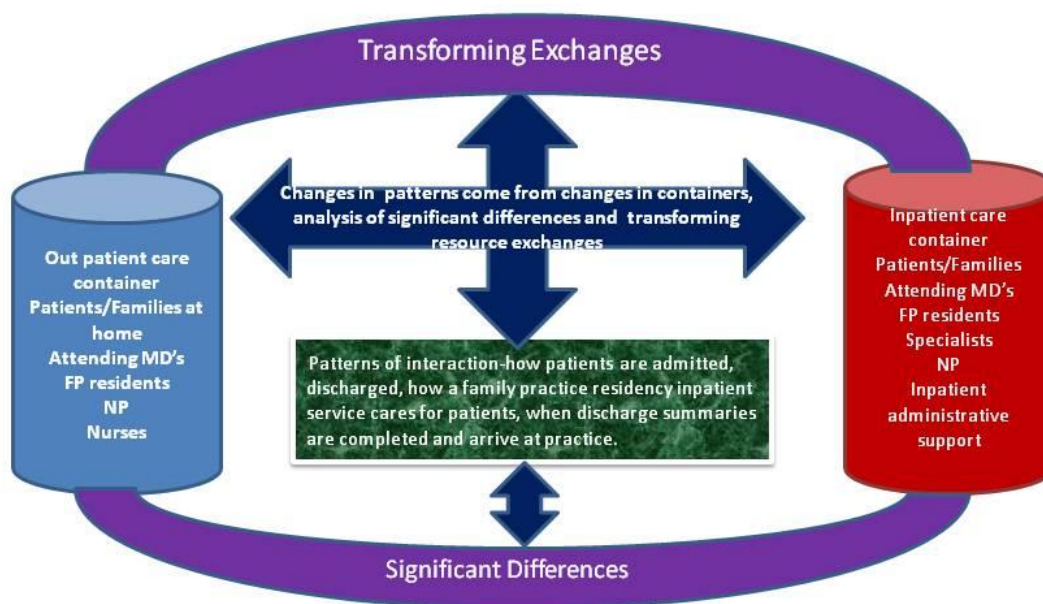 Transforming Exchanges
Changes in patterns come from changes in containers,
analysis of significant differences and transforming
resource exchanges
Out patient care
container
Patients/Families at
home
Attending MD's
FP residents
NP
Nurses
Inpatient care
container
Patients/Families
Attending MD's
FP residents
Specialists
NP
Inpatient
administrative
support
Patterns of interaction-how patients are admitted,
discharged, how a family practice residency inpatient
service cares for patients, when discharge summaries
are completed and arrive at practice.
Significant Differences